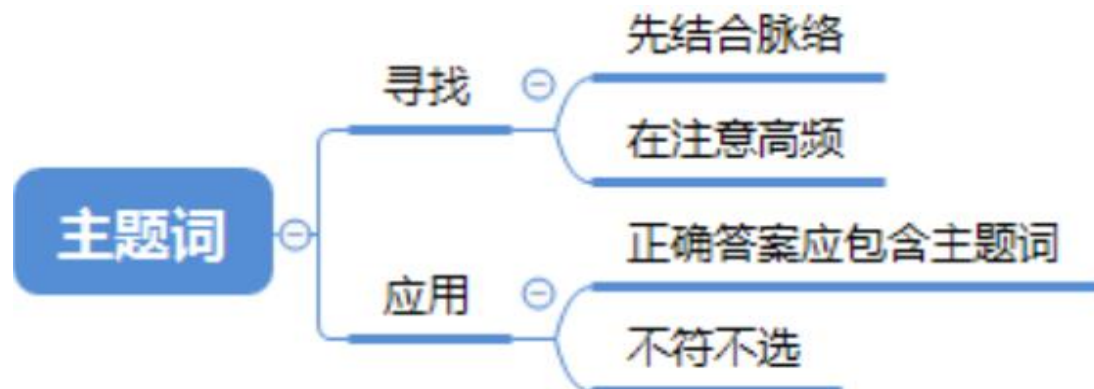 主题词
寻找
先结合脉络
在注意高频
应用
正确答案应包含主题词
不符不选